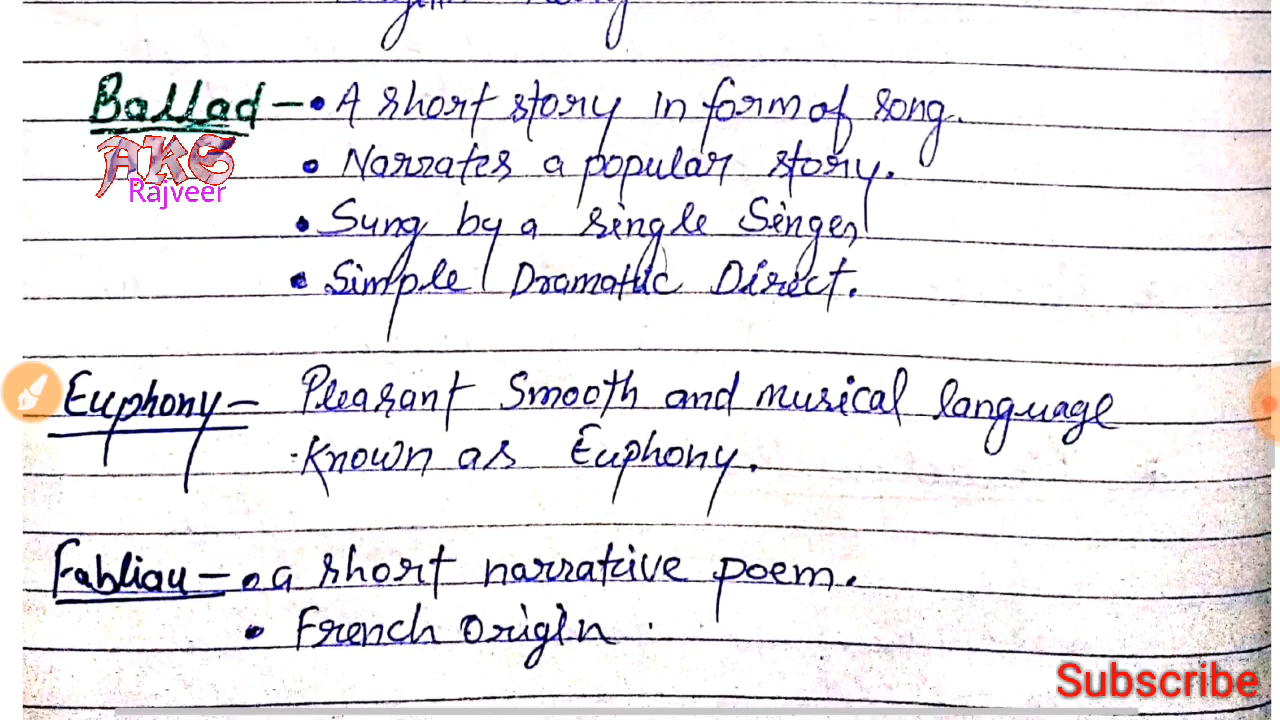 Ballad - • A short story in form of song.
AKS
Rajveer
• Narrates a popular story.
• Sung by a single Singer
• Simple Dramatic Direct.
Euphony - Pleasant Smooth and musical language
Known as Euphony.
Fabliau - • a short narrative poem.
• French Origin.
Subscribe